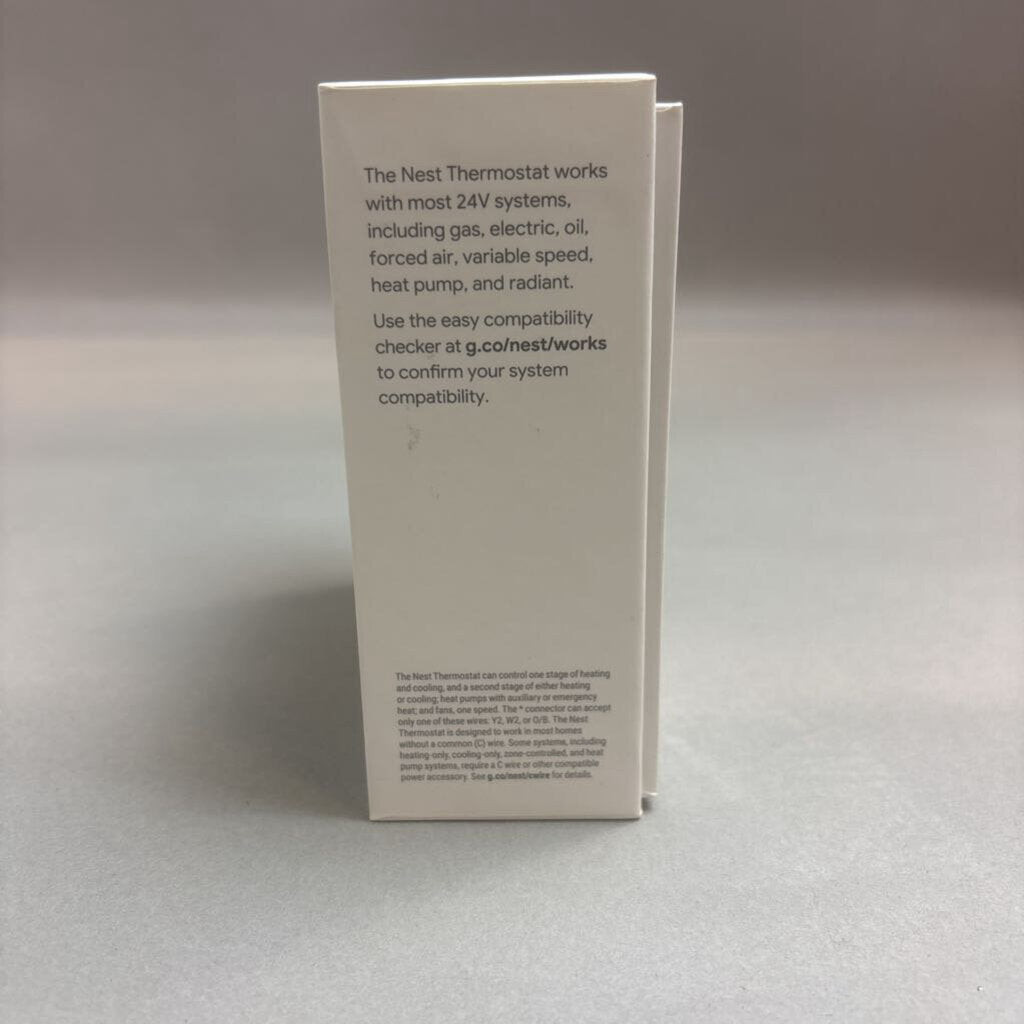 The Nest Thermostat works
with most 24V systems,
including gas, electric, oil,
forced air, variable speed,
heat pump, and radiant.
Use the easy compatibility
checker at g.co/nest/works
to confirm your system
compatibility.
The Nest Thermostat can control one stage of heating
and cooling, and a second stage of either heating
or cooling; heat pumps with auxiliary or emergency
heat; and fans, one speed. The * connector can accept
only one of these wires: Y2, W2, or O/B. The Nest
Thermostat is designed to work in most homes
without a common (C) wire. Some systems, including
heating-only, cooling-only, zone-controlled, and heat
pump systems, require a C wire or other compatible
power accessory. See g.co/nest/cwire for details.